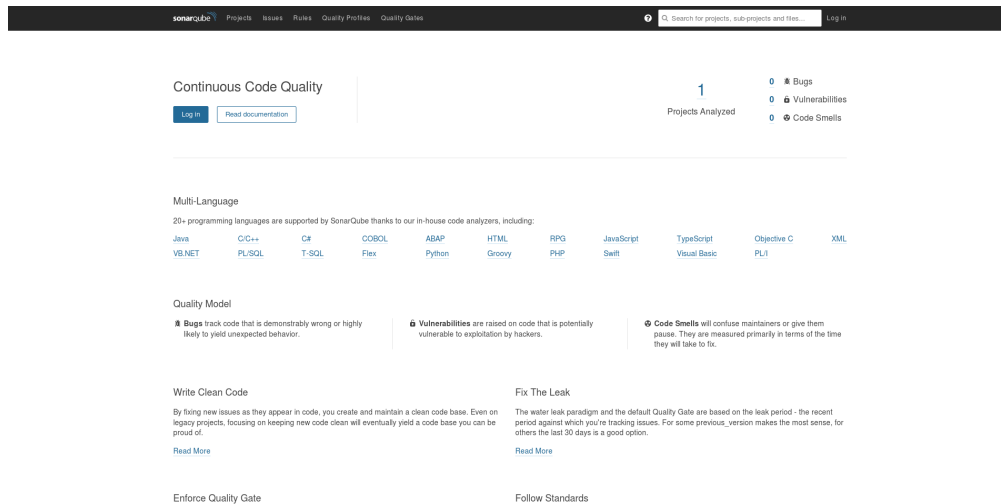 sonarqube Projects Issues Rules Quality Profiles Quality Gates Search for projects, sub-projects and files... Log in
Continuous Code Quality
Log in Read documentation
1
Projects Analyzed
0 Bugs
0 Vulnerabilities
0 Code Smells
Multi-Language
20+ programming languages are supported by SonarQube thanks to our in-house code analyzers, including:
Java C/C++ C# COBOL ABAP HTML RPG JavaScript TypeScript Objective C XML
VB.NET PL/SQL T-SQL Flex Python Groovy PHP Swift Visual Basic PL/I
Quality Model
Bugs track code that is demonstrably wrong or highly
likely to yield unexpected behavior.
Vulnerabilities are raised on code that is potentially
vulnerable to exploitation by hackers.
Code Smells will confuse maintainers or give them
pause. They are measured primarily in terms of the time
they will take to fix.
Write Clean Code
By fixing new issues as they appear in code, you create and maintain a clean code base. Even on
legacy projects, focusing on keeping new code clean will eventually yield a code base you can be
proud of.
Read More
Fix The Leak
The water leak paradigm and the default Quality Gate are based on the leak period - the recent
period against which you're tracking issues. For some previous_version makes the most sense, for
others the last 30 days is a good option.
Read More
Enforce Quality Gate
Follow Standards